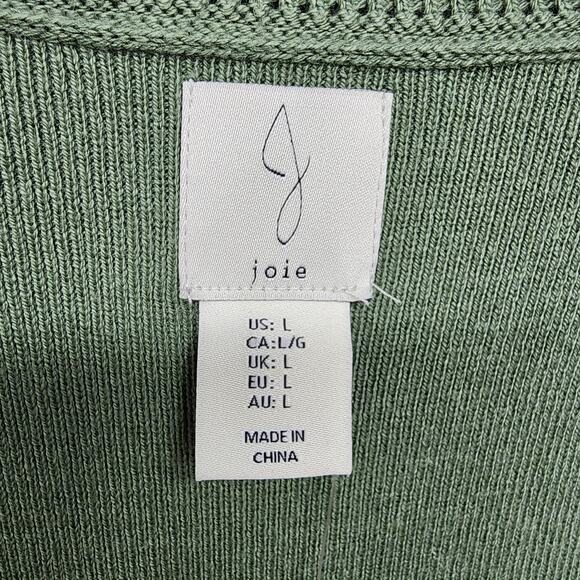 J
joie
US: L
CA:L/G
UK: L
EU: L
AU: L
MADE IN
CHINA